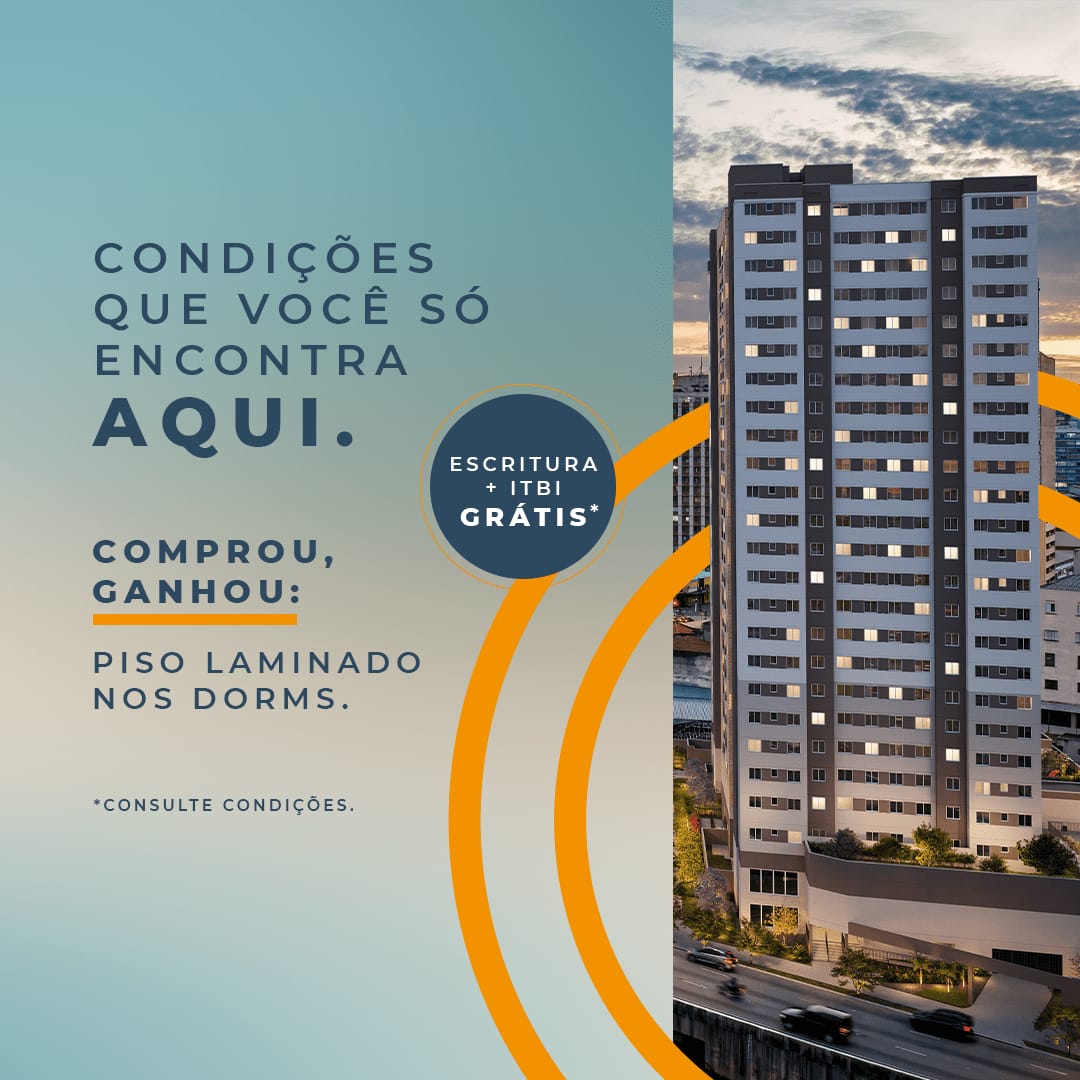 CONDIÇÕES
QUE VOCÊ SÓ
ENCONTRA
AQUI.
ESCRITURA
+ ITBI
GRÁTIS*
COMPROU,
GANHOU:
PISO LAMINADO
NOS DORMS.
*CONSULTE CONDIÇÕES.